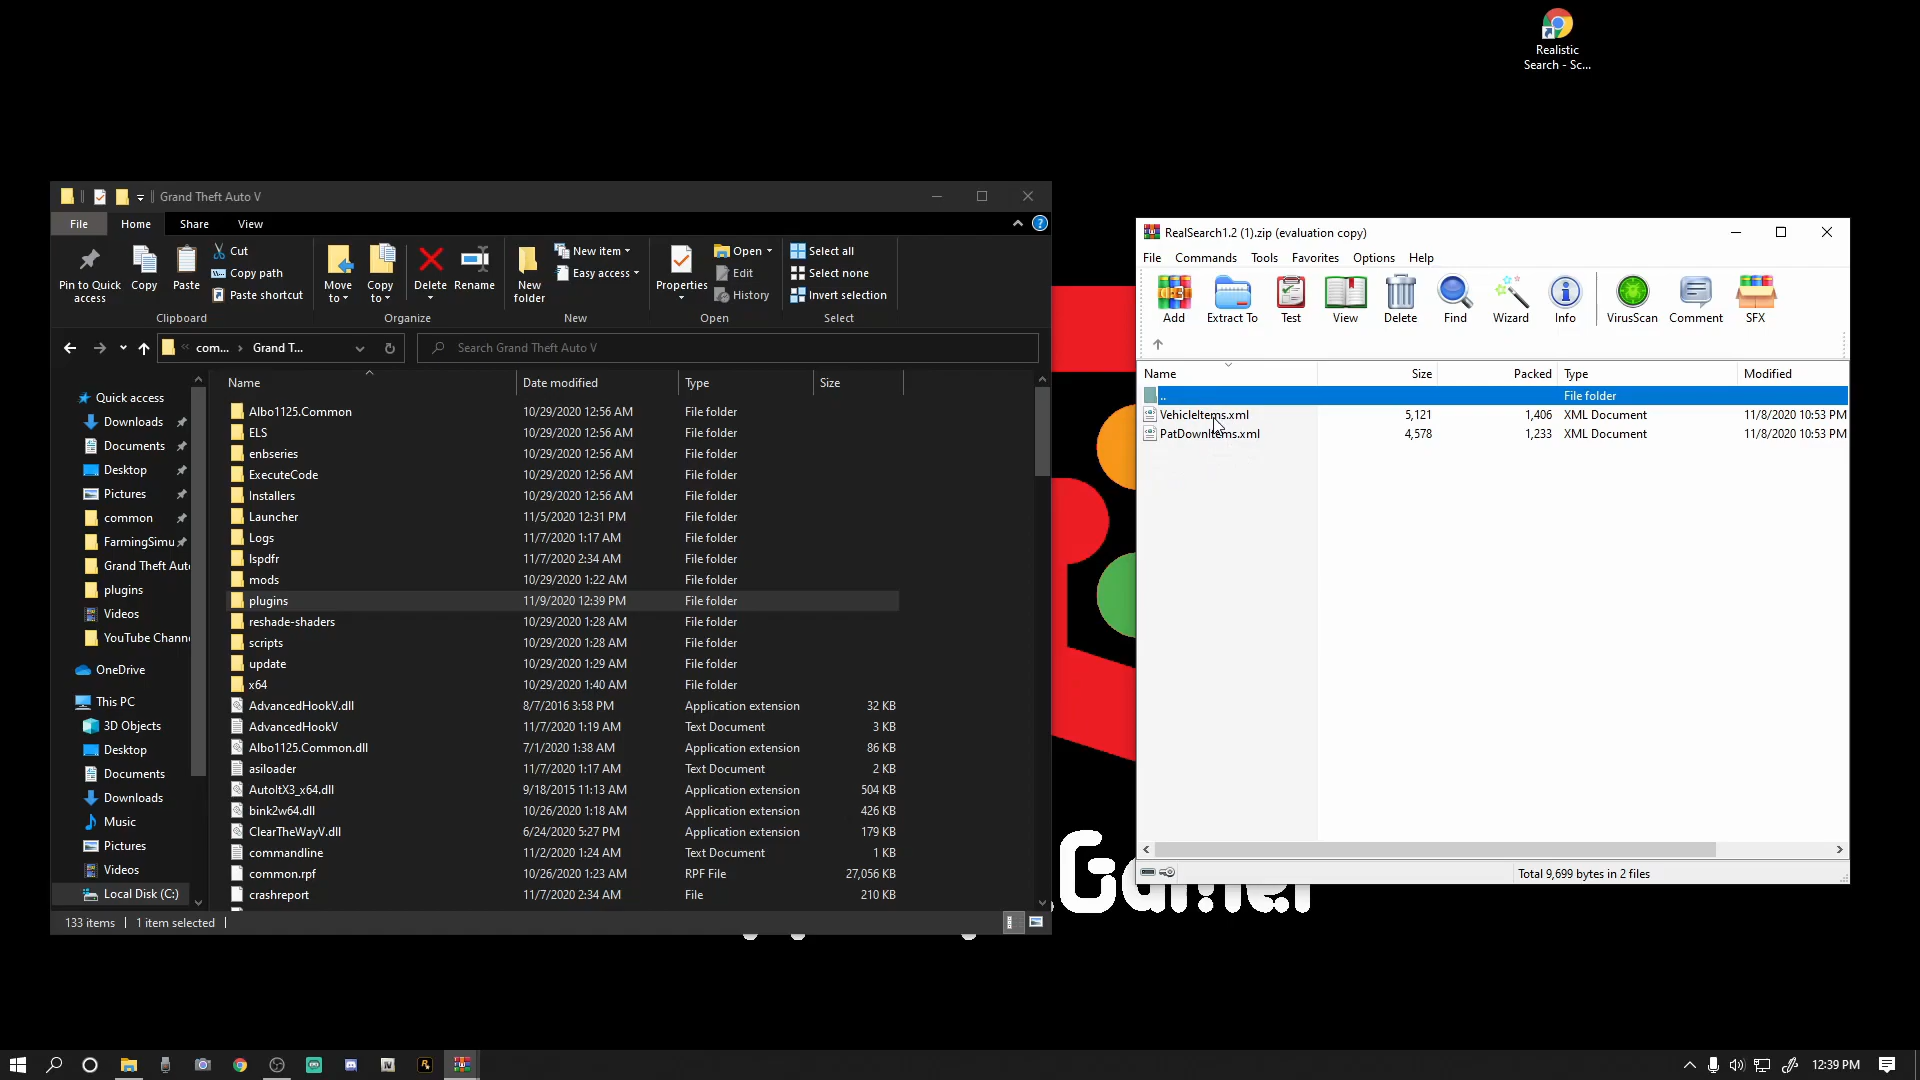 Realistic
Search - Sc...
Grand Theft Auto V
File Home Share View
Pin to Quick
access
Copy
Paste
Cut
Copy path
Paste shortcut
Clipboard
Move
to
Copy
to
Delete
Rename
Organize
New
folder
New item
Easy access
New
Properties
Open
Edit
History
Open
Select all
Select none
Invert selection
Select
com... Grand T...
Search Grand Theft Auto V
Quick access
Downloads
Documents
Desktop
Pictures
common
FarmingSimu
Grand Theft Aut
plugins
Videos
YouTube Chann
OneDrive
This PC
3D Objects
Desktop
Documents
Downloads
Music
Pictures
Videos
Local Disk (C:)
Name Date modified Type Size
Albo1125.Common 10/29/2020 12:56 AM File folder
ELS 10/29/2020 12:56 AM File folder
enbseries 10/29/2020 12:56 AM File folder
ExecuteCode 10/29/2020 12:56 AM File folder
Installers 10/29/2020 12:56 AM File folder
Launcher 11/5/2020 12:31 PM File folder
Logs 11/7/2020 1:17 AM File folder
lspdfr 11/7/2020 2:34 AM File folder
mods 10/29/2020 1:22 AM File folder
plugins 11/9/2020 12:39 PM File folder
reshade-shaders 10/29/2020 1:28 AM File folder
scripts 10/29/2020 1:28 AM File folder
update 10/29/2020 1:29 AM File folder
x64 10/29/2020 1:40 AM File folder
AdvancedHookV.dll 8/7/2016 3:58 PM Application extension 32 KB
AdvancedHookV 11/7/2020 1:19 AM Text Document 3 KB
Albo1125.Common.dll 7/1/2020 1:38 AM Application extension 86 KB
asiloader 11/7/2020 1:17 AM Text Document 2 KB
AutoItX3_x64.dll 9/18/2015 11:13 AM Application extension 504 KB
bink2w64.dll 10/26/2020 1:18 AM Application extension 426 KB
ClearTheWayV.dll 6/24/2020 5:27 PM Application extension 179 KB
commandline 11/2/2020 1:24 AM Text Document 1 KB
common.rpf 10/26/2020 1:23 AM RPF File 27,056 KB
crashreport 11/7/2020 2:34 AM File 210 KB
133 items 1 item selected
RealSearch1.2 (1).zip (evaluation copy)
File Commands Tools Favorites Options Help
Add Extract To Test View Delete Find Wizard Info VirusScan Comment SFX
Name Size Packed Type Modified
.. File folder
VehicleItems.xml 5,121 1,406 XML Document 11/8/2020 10:53 PM
PatDownItems.xml 4,578 1,233 XML Document 11/8/2020 10:53 PM
Total 9,699 bytes in 2 files
12:39 PM